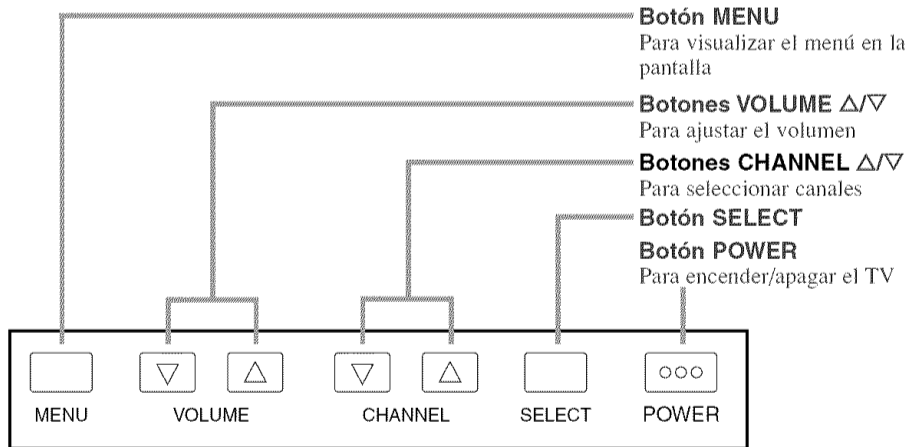 Botón MENU
Para visualizar el menú en la
pantalla
Botones VOLUME △/▽
Para ajustar el volumen
Botones CHANNEL △/▽
Para seleccionar canales
Botón SELECT
Botón POWER
Para encender/apagar el TV
MENU VOLUME CHANNEL SELECT POWER